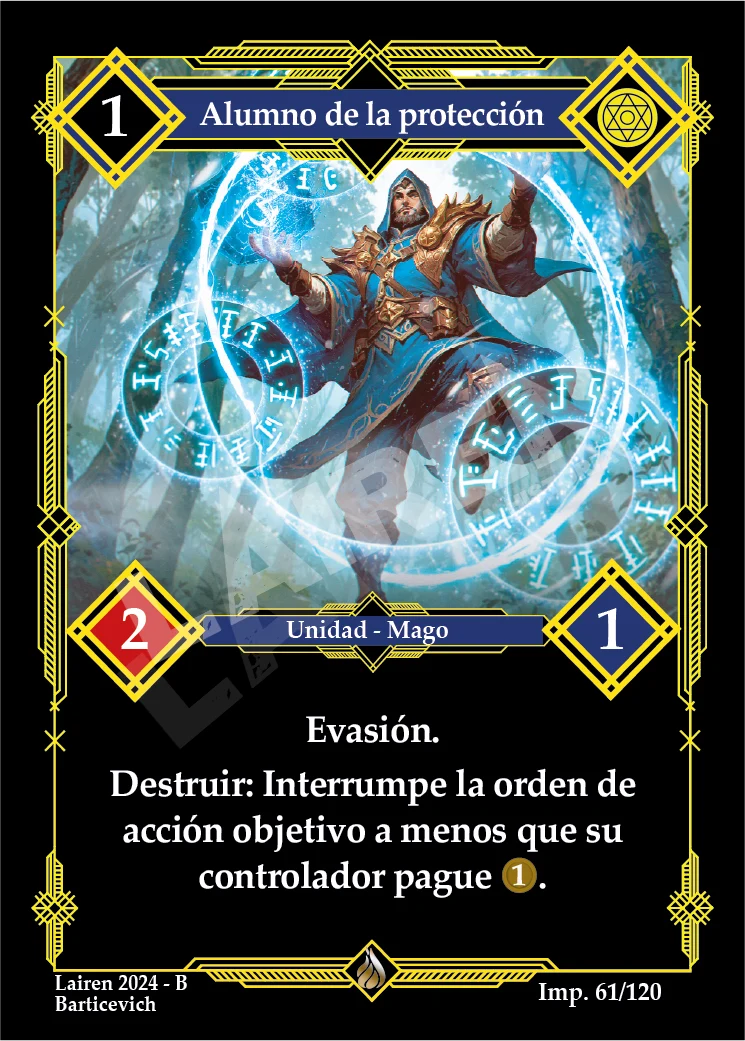 1
Alumno de la protección
2
Unidad - Mago
1
Evasión.
Destruir: Interrumpe la orden de
acción objetivo a menos que su
controlador pague 1.
Lairen 2024 - B
Barticevich
Imp. 61/120
LAIREN